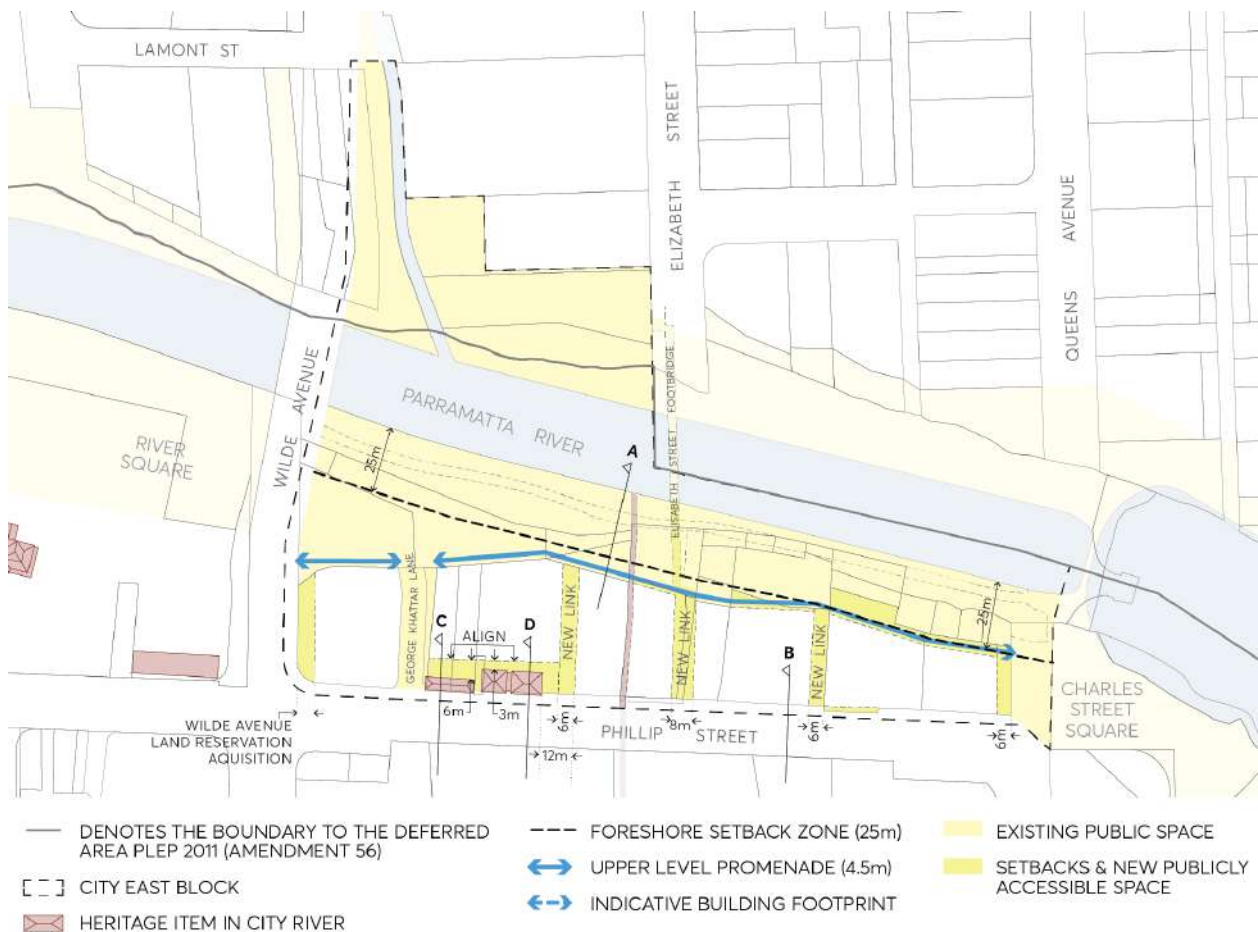 LAMONT ST
ELIZABETH STREET
QUEENS AVENUE
WILDE AVENUE
PARRAMATTA RIVER
ELISABETH STREET FOOTBRIDGE
RIVER
SQUARE
25m
A
25m
GEORGE KHATTAR LANE
C
ALIGN
D
NEW LINK
NEW LINK
NEW LINK
B
6m
3m
6m
8m
6m
6m
12m
PHILLIP STREET
CHARLES
STREET
SQUARE
WILDE AVENUE
LAND RESERVATION
AQUISITION
DENOTES THE BOUNDARY TO THE DEFERRED
AREA PLEP 2011 (AMENDMENT 56)
CITY EAST BLOCK
HERITAGE ITEM IN CITY RIVER
FORESHORE SETBACK ZONE (25m)
UPPER LEVEL PROMENADE (4.5m)
INDICATIVE BUILDING FOOTPRINT
EXISTING PUBLIC SPACE
SETBACKS & NEW PUBLICLY
ACCESSIBLE SPACE